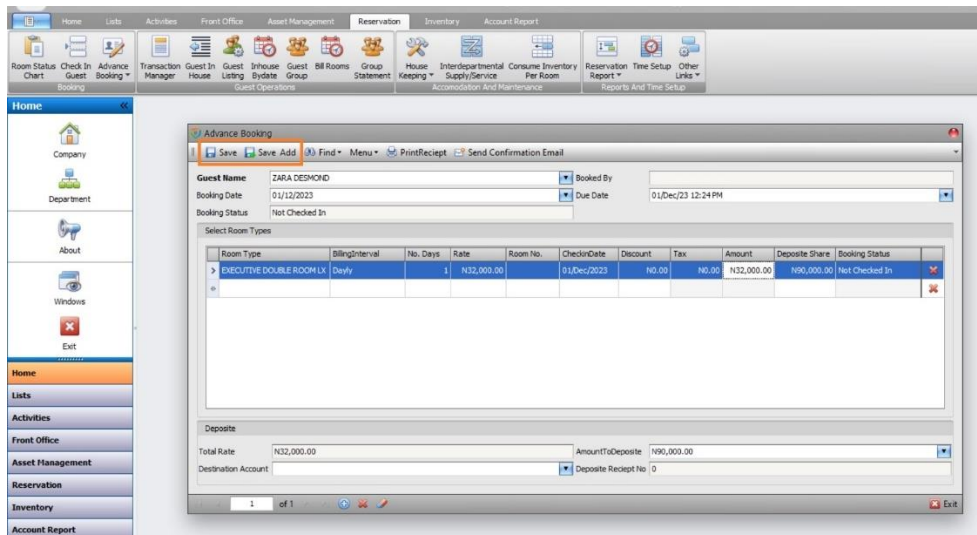 Home Lists Activities Front Office Asset Management Reservation Inventory Account Report
Room Status Chart Check In Guest Advance Booking Transaction Manager Guest In House Guest Listing Inhouse Bydate Guest Group Bill Rooms Group Statement House Keeping Interdepartmental Supply/Service Consume Inventory Per Room Reservation Report Time Setup Other Links
Booking Guest Operations Accomodation And Maintenance Reports And Time Setup
Home
Company
Department
About
Windows
Exit
Home
Lists
Activities
Front Office
Asset Management
Reservation
Inventory
Account Report
Advance Booking
Save Save Add Find Menu PrintReciept Send Confirmation Email
Guest Name ZARA DESMOND Booked By
Booking Date 01/12/2023 Due Date 01/Dec/23 12:24 PM
Booking Status Not Checked In
Select Room Types
Room Type BillingInterval No. Days Rate Room No. CheckinDate Discount Tax Amount Deposite Share Booking Status
EXECUTIVE DOUBLE ROOM LX Dayly 1 N32,000.00 01/Dec/2023 N0.00 N0.00 N32,000.00 N90,000.00 Not Checked In
Deposite
Total Rate N32,000.00 AmountToDeposite N90,000.00
Destination Account Deposite Reciept No 0
1 of 1 Exit